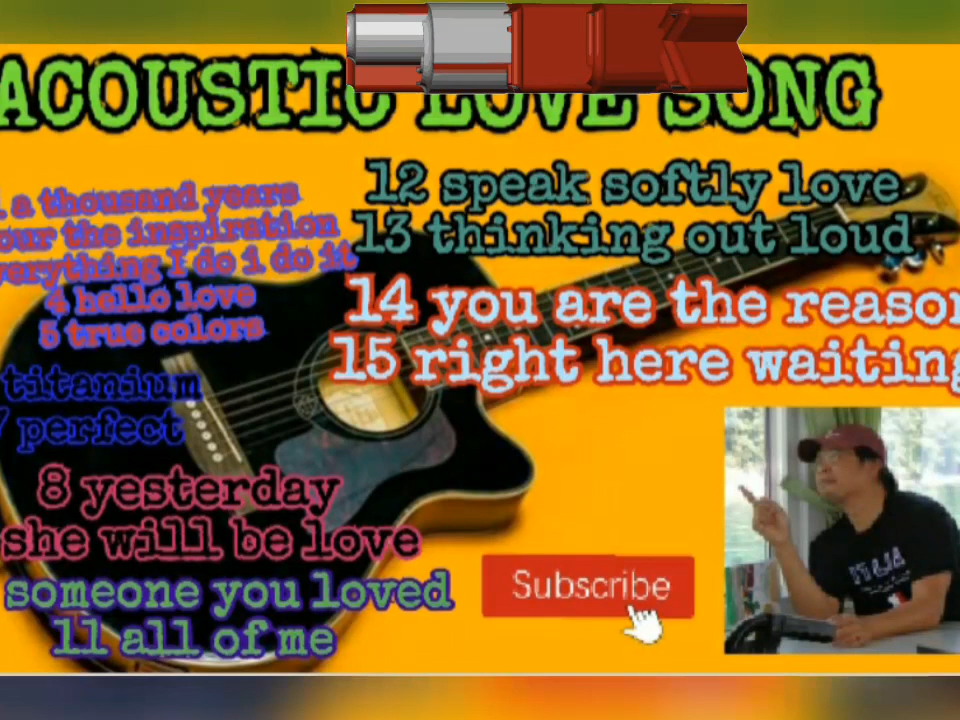 ACOUSTIC LOVE SONG
1 a thousand years
our the inspiration
verything I do i do it
4 hello love
5 true colors
titanium
7 perfect
8 yesterday
she will be love
someone you loved
11 all of me
12 speak softly love
13 thinking out loud
14 you are the reason
15 right here waiting
Subscribe
ITALIA